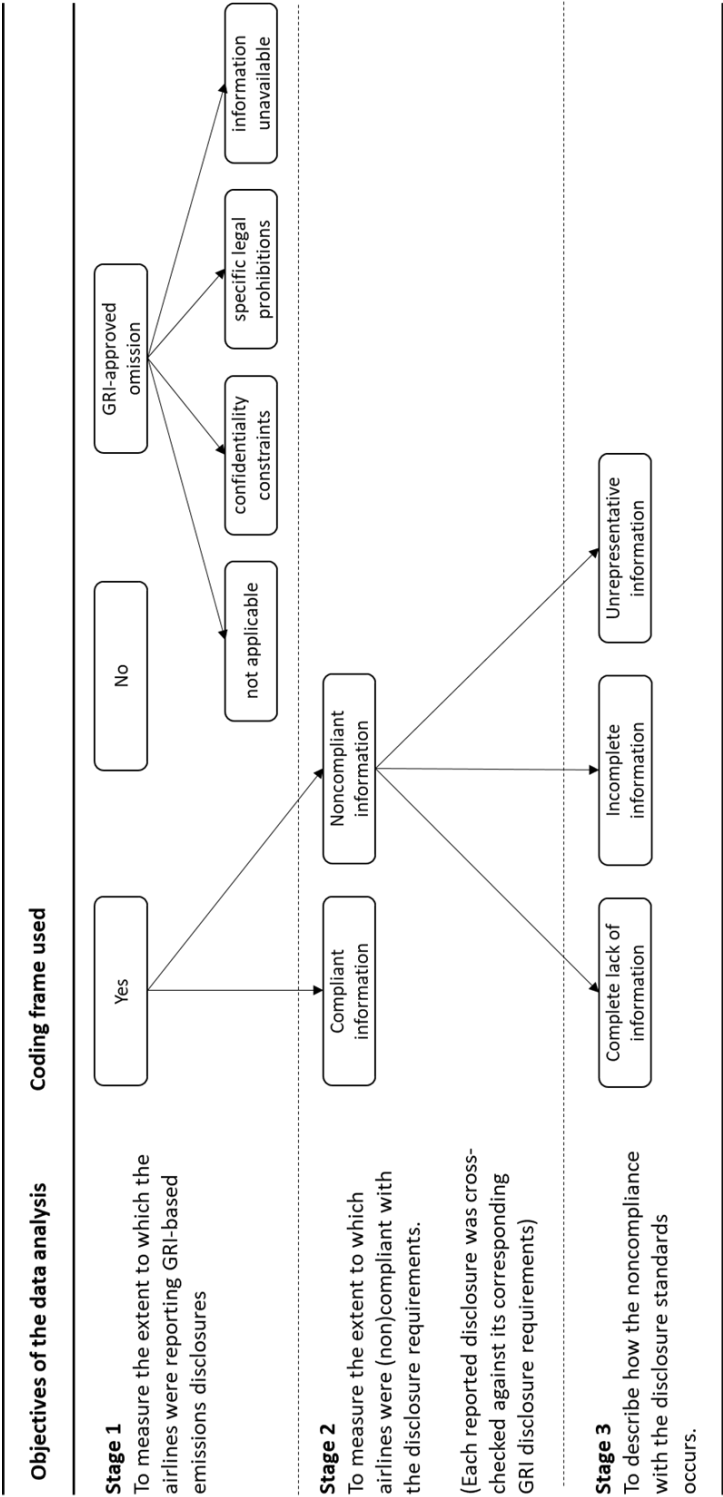 Objectives of the data analysis
Coding frame used
Stage 1
To measure the extent to which the
airlines were reporting GRI-based
emissions disclosures
Yes
No
GRI-approved
omission
not applicable
confidentiality
constraints
specific legal
prohibitions
information
unavailable
Stage 2
To measure the extent to which
airlines were (non)compliant with
the disclosure requirements.
(Each reported disclosure was cross-
checked against its corresponding
GRI disclosure requirements)
Compliant
information
Noncompliant
information
Stage 3
To describe how the noncompliance
with the disclosure standards
occurs.
Complete lack of
information
Incomplete
information
Unrepresentative
information